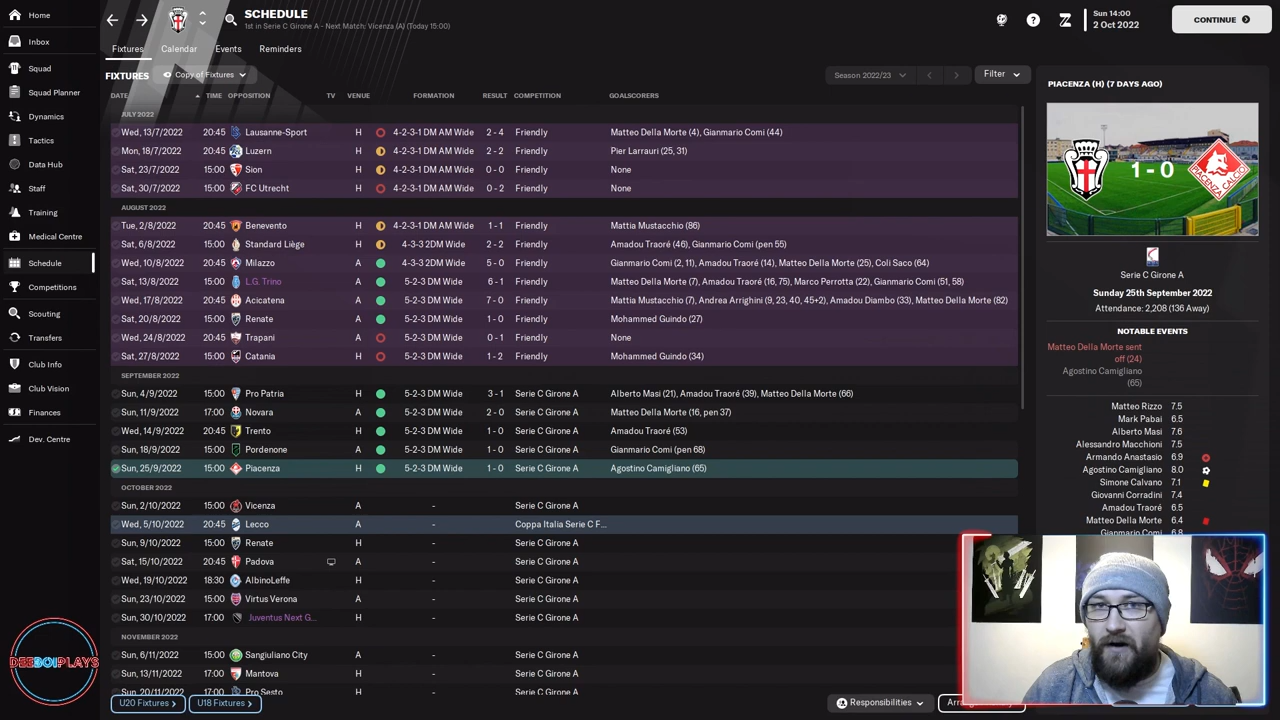 SCHEDULE
1st in Serie C Girone A - Next Match: Vicenza (A) (Today 15:00)
Sun 14:00
2 Oct 2022
CONTINUE
Home
Inbox
Squad
Squad Planner
Dynamics
Tactics
Data Hub
Staff
Training
Medical Centre
Schedule
Competitions
Scouting
Transfers
Club Info
Club Vision
Finances
Dev. Centre
DEEBOIPLAYS
Fixtures Calendar Events Reminders
FIXTURES Copy of Fixtures Season 2022/23 Filter
DATE TIME OPPOSITION TV VENUE FORMATION RESULT COMPETITION GOALSCORERS
JULY 2022
Wed, 13/7/2022 20:45 Lausanne-Sport H 4-2-3-1 DM AM Wide 2 - 4 Friendly Matteo Della Morte (4), Gianmario Comi (44)
Mon, 18/7/2022 20:45 Luzern H 4-2-3-1 DM AM Wide 2 - 2 Friendly Pier Larrauri (25, 31)
Sat, 23/7/2022 15:00 Sion H 4-2-3-1 DM AM Wide 0 - 0 Friendly None
Sat, 30/7/2022 15:00 FC Utrecht H 4-2-3-1 DM AM Wide 0 - 2 Friendly None
AUGUST 2022
Tue, 2/8/2022 20:45 Benevento H 4-2-3-1 DM AM Wide 1 - 1 Friendly Mattia Mustacchio (86)
Sat, 6/8/2022 15:00 Standard Liège H 4-3-3 2DM Wide 2 - 2 Friendly Amadou Traoré (46), Gianmario Comi (pen 55)
Wed, 10/8/2022 20:45 Milazzo A 4-3-3 2DM Wide 5 - 0 Friendly Gianmario Comi (2, 11), Amadou Traoré (14), Matteo Della Morte (25), Coli Saco (64)
Sat, 13/8/2022 15:00 L.G. Trino A 5-2-3 DM Wide 6 - 1 Friendly Matteo Della Morte (7), Amadou Traoré (16, 75), Marco Perrotta (22), Gianmario Comi (51, 58)
Wed, 17/8/2022 20:45 Acicatena A 5-2-3 DM Wide 7 - 0 Friendly Mattia Mustacchio (7), Andrea Arrighini (9, 23, 40, 45+2), Amadou Diambo (33), Matteo Della Morte (82)
Sat, 20/8/2022 15:00 Renate A 5-2-3 DM Wide 1 - 0 Friendly Mohammed Guindo (27)
Wed, 24/8/2022 20:45 Trapani A 5-2-3 DM Wide 0 - 1 Friendly None
Sat, 27/8/2022 15:00 Catania H 5-2-3 DM Wide 1 - 2 Friendly Mohammed Guindo (34)
SEPTEMBER 2022
Sun, 4/9/2022 15:00 Pro Patria H 5-2-3 DM Wide 3 - 1 Serie C Girone A Alberto Masi (21), Amadou Traoré (39), Matteo Della Morte (66)
Sun, 11/9/2022 17:00 Novara A 5-2-3 DM Wide 2 - 0 Serie C Girone A Matteo Della Morte (16, pen 37)
Wed, 14/9/2022 20:45 Trento H 5-2-3 DM Wide 1 - 0 Serie C Girone A Amadou Traoré (53)
Sun, 18/9/2022 15:00 Pordenone A 5-2-3 DM Wide 1 - 0 Serie C Girone A Gianmario Comi (pen 68)
Sun, 25/9/2022 15:00 Piacenza H 5-2-3 DM Wide 1 - 0 Serie C Girone A Agostino Camigliano (65)
OCTOBER 2022
Sun, 2/10/2022 15:00 Vicenza A - Serie C Girone A
Wed, 5/10/2022 20:45 Lecco A - Coppa Italia Serie C F...
Sun, 9/10/2022 15:00 Renate H - Serie C Girone A
Sat, 15/10/2022 20:45 Padova A - Serie C Girone A
Wed, 19/10/2022 18:30 AlbinoLeffe H - Serie C Girone A
Sun, 23/10/2022 15:00 Virtus Verona A - Serie C Girone A
Sun, 30/10/2022 17:00 Juventus Next G... H - Serie C Girone A
NOVEMBER 2022
Sun, 6/11/2022 15:00 Sangiuliano City A - Serie C Girone A
Sun, 13/11/2022 17:00 Mantova H - Serie C Girone A
Sun, 20/11/2022 17:00 Pro Sesto H - Serie C Girone A
U20 Fixtures U18 Fixtures Responsibilities
PIACENZA (H) (7 DAYS AGO)
1 - 0
PIACENZA CALCIO
Serie C Girone A
Sunday 25th September 2022
Attendance: 2,208 (136 Away)
NOTABLE EVENTS
Matteo Della Morte sent
off (24)
Agostino Camigliano
(65)
Matteo Rizzo 7.5
Mark Pabai 6.5
Alberto Masi 7.6
Alessandro Macchioni 7.5
Armando Anastasio 6.9
Agostino Camigliano 8.0
Simone Calvano 7.1
Giovanni Corradini 7.4
Amadou Traoré 6.5
Matteo Della Morte 6.4
Gianmario Comi 6.8